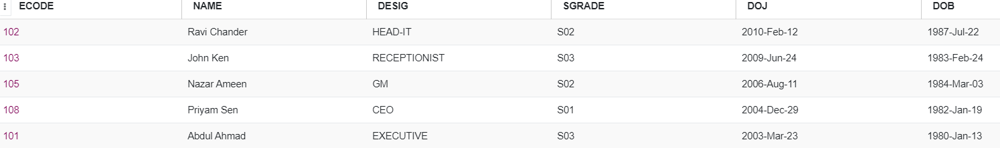 ECODE NAME DESIG SGRADE DOJ DOB
102 Ravi Chander HEAD-IT S02 2010-Feb-12 1987-Jul-22
103 John Ken RECEPTIONIST S03 2009-Jun-24 1983-Feb-24
105 Nazar Ameen GM S02 2006-Aug-11 1984-Mar-03
108 Priyam Sen CEO S01 2004-Dec-29 1982-Jan-19
101 Abdul Ahmad EXECUTIVE S03 2003-Mar-23 1980-Jan-13